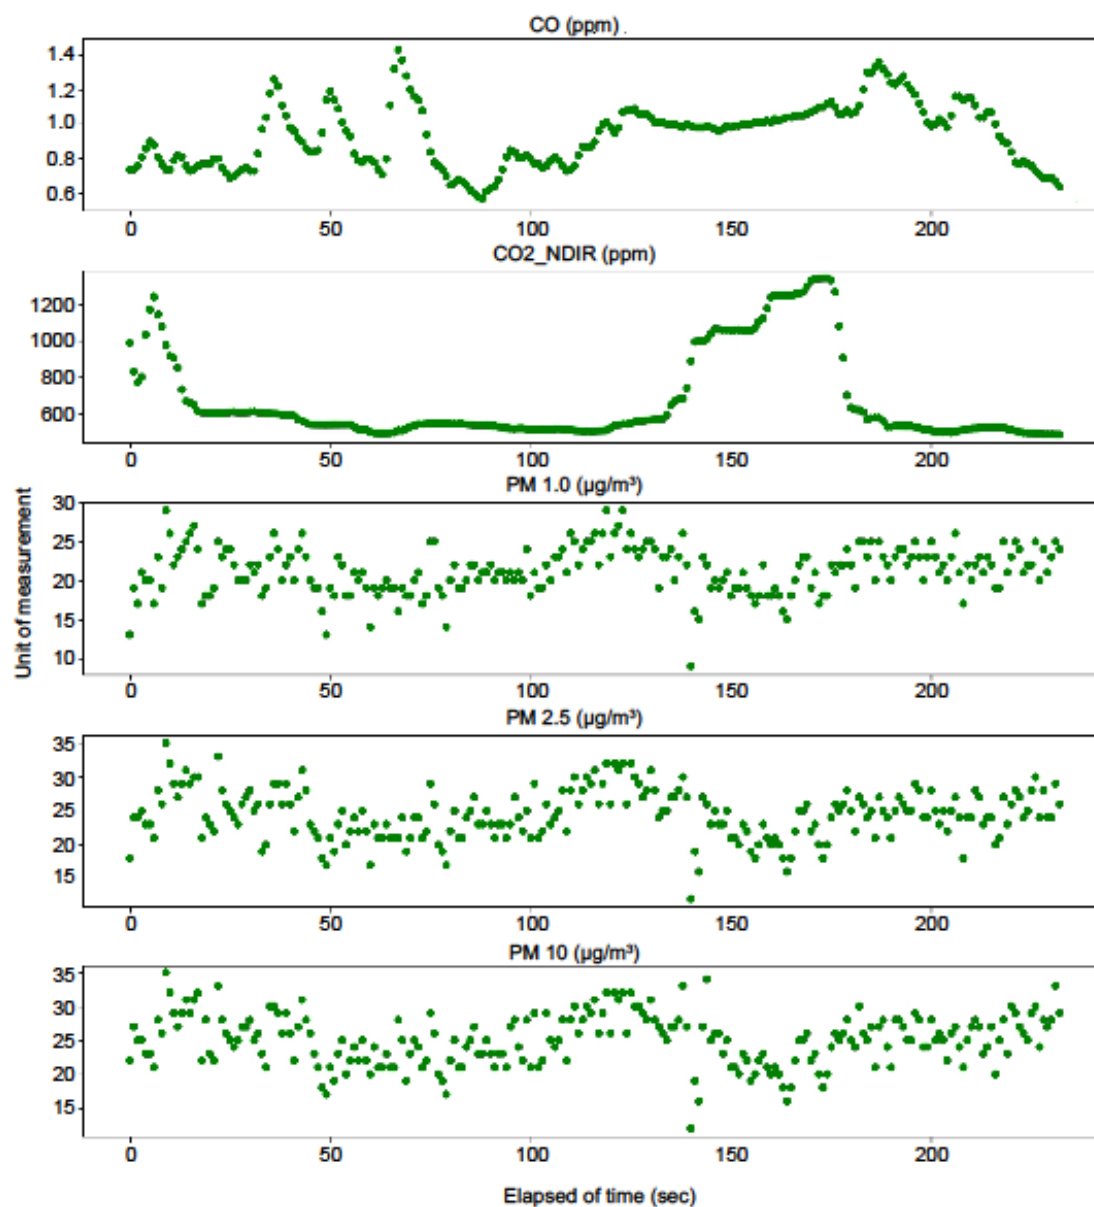 CO (ppm)
1.4
1.2
1.0
0.8
0.6
0 50 100 150 200
CO2_NDIR (ppm)
1200
1000
800
600
0 50 100 150 200
PM 1.0 (µg/m³)
30
25
20
15
10
0 50 100 150 200
PM 2.5 (µg/m³)
35
30
25
20
15
0 50 100 150 200
PM 10 (µg/m³)
35
30
25
20
15
0 50 100 150 200
Unit of measurement
Elapsed of time (sec)